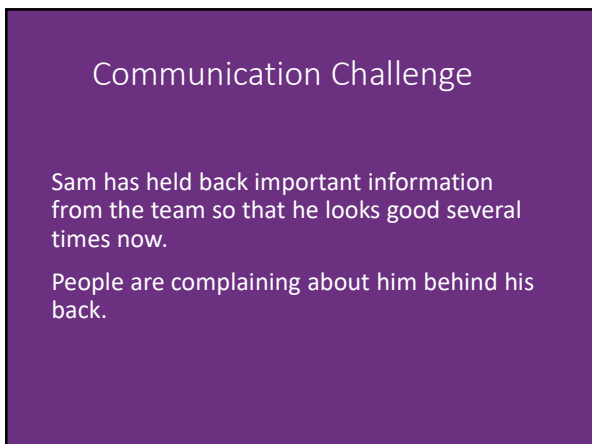 Communication Challenge
Sam has held back important information
from the team so that he looks good several
times now.
People are complaining about him behind his
back.